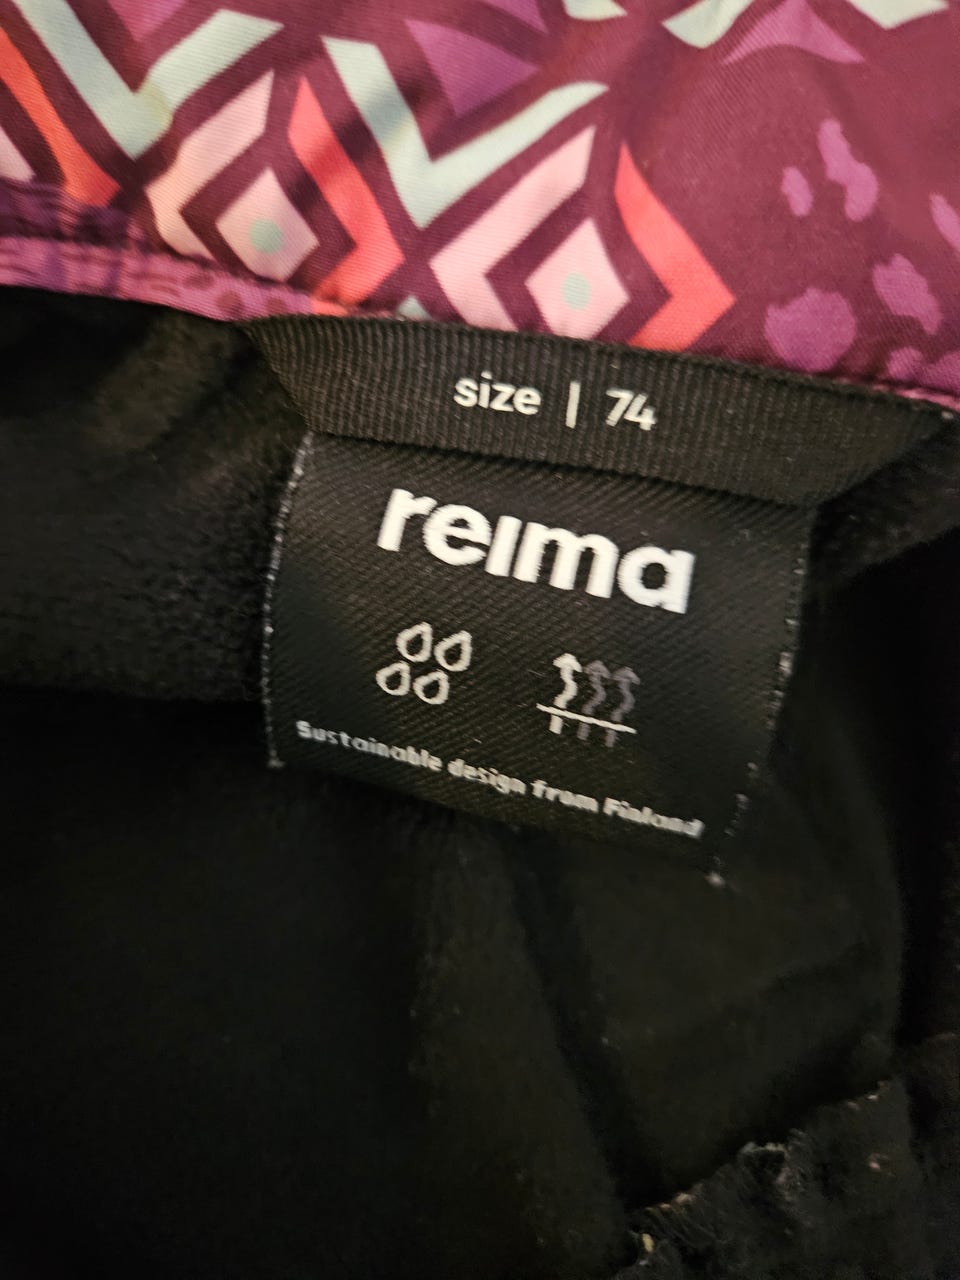 size | 74
reima
Sustainable design from Finland